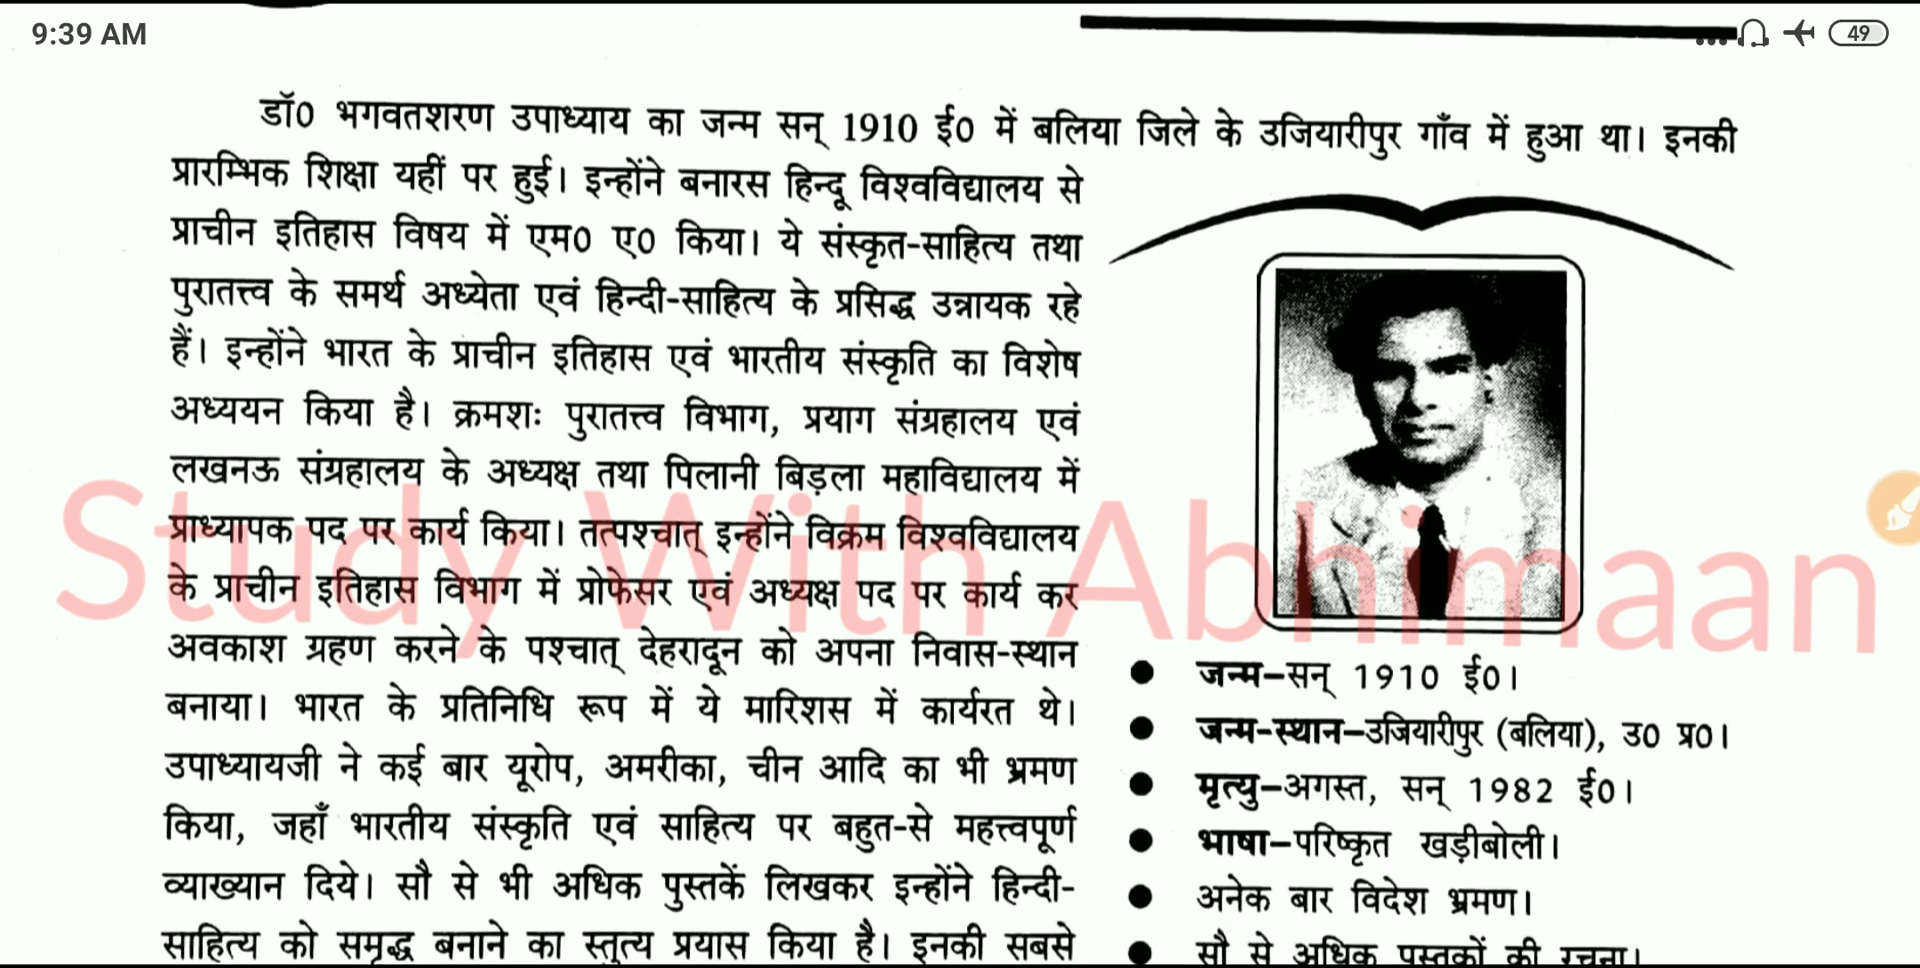 9:39 AM
49
डॉ0 भगवतशरण उपाध्याय का जन्म सन् 1910 ई0 में बलिया जिले के उजियारीपुर गाँव में हुआ था। इनकी
प्रारम्भिक शिक्षा यहीं पर हुई। इन्होंने बनारस हिन्दू विश्वविद्यालय से
प्राचीन इतिहास विषय में एम0 ए0 किया। ये संस्कृत-साहित्य तथा
पुरातत्त्व के समर्थ अध्येता एवं हिन्दी-साहित्य के प्रसिद्ध उन्नायक रहे
हैं। इन्होंने भारत के प्राचीन इतिहास एवं भारतीय संस्कृति का विशेष
अध्ययन किया है। क्रमशः पुरातत्त्व विभाग, प्रयाग संग्रहालय एवं
लखनऊ संग्रहालय के अध्यक्ष तथा पिलानी बिड़ला महाविद्यालय में
प्राध्यापक पद पर कार्य किया। तत्पश्चात् इन्होंने विक्रम विश्वविद्यालय
के प्राचीन इतिहास विभाग में प्रोफेसर एवं अध्यक्ष पद पर कार्य कर
अवकाश ग्रहण करने के पश्चात् देहरादून को अपना निवास-स्थान
बनाया। भारत के प्रतिनिधि रूप में ये मारिशस में कार्यरत थे।
उपाध्यायजी ने कई बार यूरोप, अमरीका, चीन आदि का भी भ्रमण
किया, जहाँ भारतीय संस्कृति एवं साहित्य पर बहुत-से महत्त्वपूर्ण
व्याख्यान दिये। सौ से भी अधिक पुस्तकें लिखकर इन्होंने हिन्दी-
साहित्य को समृद्ध बनाने का स्तुत्य प्रयास किया है। इनकी सबसे
● जन्म–सन् 1910 ई0।
● जन्म-स्थान–उजियारीपुर (बलिया), उ0 प्र0।
● मृत्यु–अगस्त, सन् 1982 ई0।
● भाषा–परिष्कृत खड़ीबोली।
● अनेक बार विदेश भ्रमण।
● सौ से अधिक पुस्तकों की रचना।
Study With Abhimaan